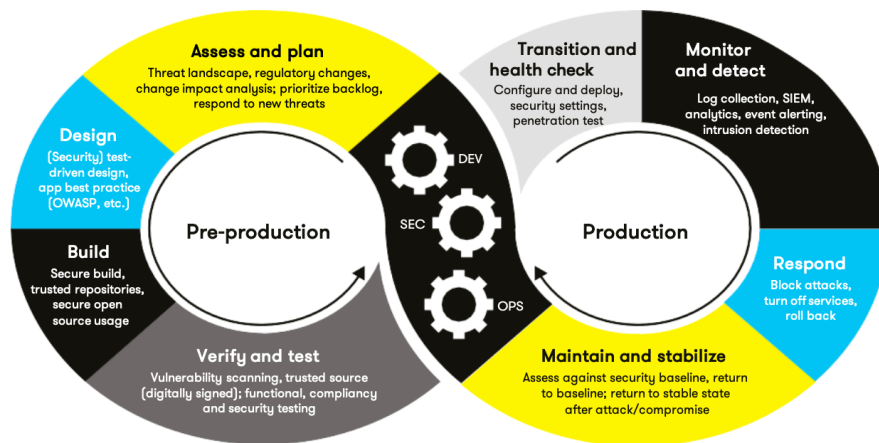 Assess and plan
Threat landscape, regulatory changes,
change impact analysis; prioritize backlog,
respond to new threats
Design
(Security) test-
driven design,
app best practice
(OWASP, etc.)
Build
Secure build,
trusted repositories,
secure open
source usage
Verify and test
Vulnerability scanning, trusted source
(digitally signed); functional, compliancy
and security testing
Pre-production
DEV
SEC
OPS
Transition and
health check
Configure and deploy,
security settings,
penetration test
Monitor
and detect
Log collection, SIEM,
analytics, event alerting,
intrusion detection
Production
Respond
Block attacks,
turn off services,
roll back
Maintain and stabilize
Assess against security baseline, return
to baseline; return to stable state
after attack/compromise